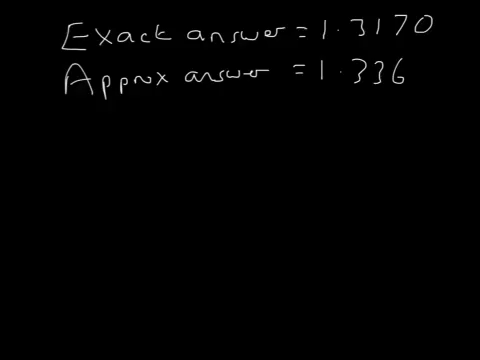 Exact answer = 1.3170
Approx answer = 1.336